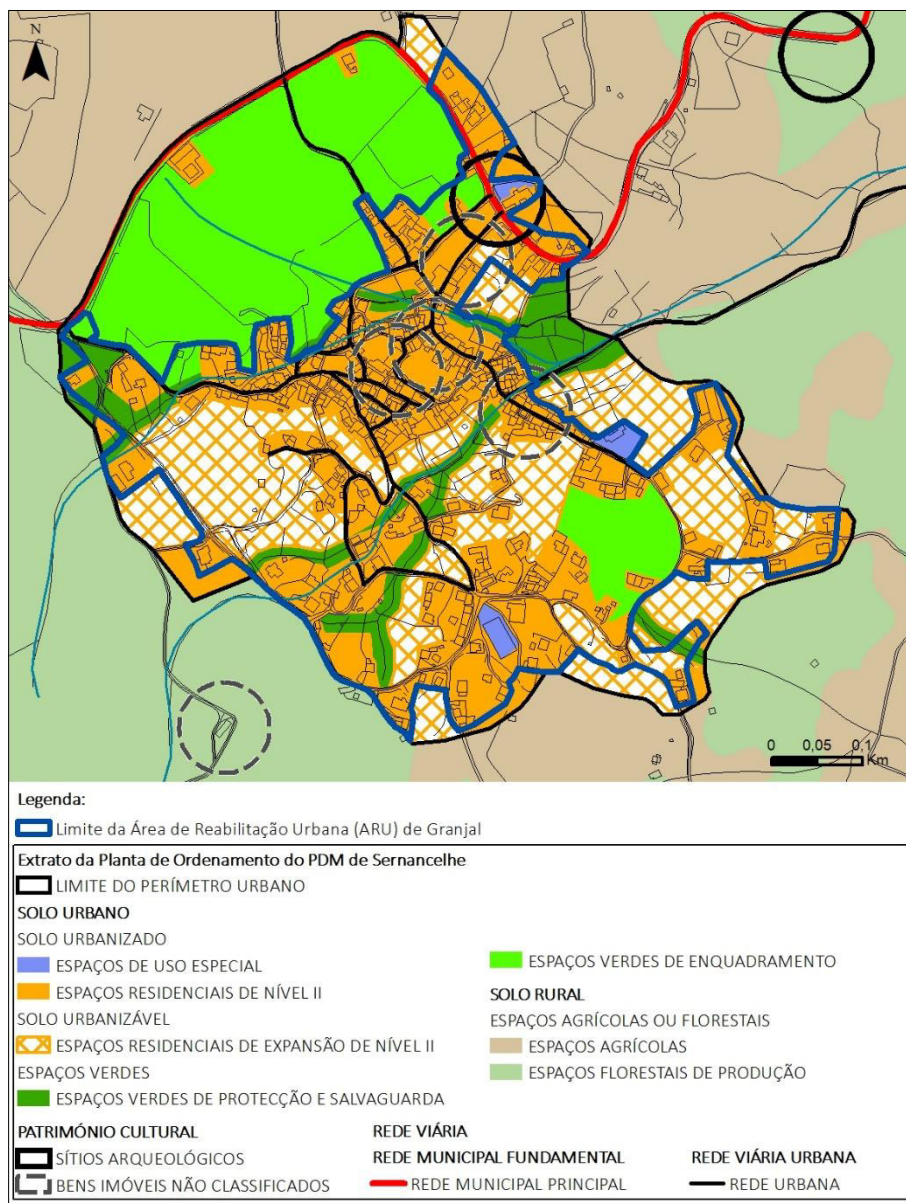 N
0 0,05 0,1
Km
Legenda:
Limite da Área de Reabilitação Urbana (ARU) de Granjal
Extrato da Planta de Ordenamento do PDM de Sernancelhe
LIMITE DO PERÍMETRO URBANO
SOLO URBANO
SOLO URBANIZADO
ESPAÇOS DE USO ESPECIAL
ESPAÇOS RESIDENCIAIS DE NÍVEL II
SOLO URBANIZÁVEL
ESPAÇOS RESIDENCIAIS DE EXPANSÃO DE NÍVEL II
ESPAÇOS VERDES
ESPAÇOS VERDES DE PROTECÇÃO E SALVAGUARDA
ESPAÇOS VERDES DE ENQUADRAMENTO
SOLO RURAL
ESPAÇOS AGRÍCOLAS OU FLORESTAIS
ESPAÇOS AGRÍCOLAS
ESPAÇOS FLORESTAIS DE PRODUÇÃO
PATRIMÓNIO CULTURAL
SÍTIOS ARQUEOLÓGICOS
BENS IMÓVEIS NÃO CLASSIFICADOS
REDE VIÁRIA
REDE MUNICIPAL FUNDAMENTAL
REDE MUNICIPAL PRINCIPAL
REDE VIÁRIA URBANA
REDE URBANA